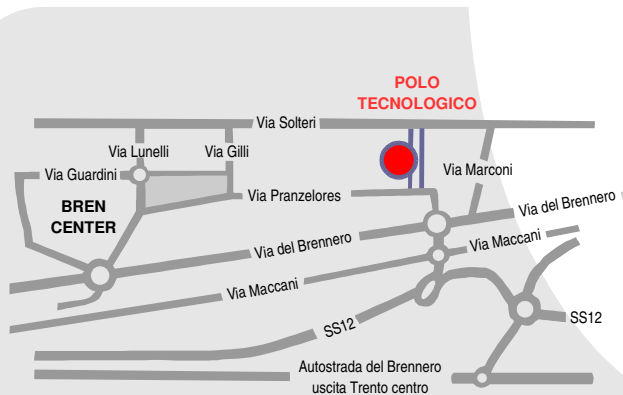 POLO
TECNOLOGICO
Via Solteri
Via Lunelli
Via Gilli
Via Guardini
Via Marconi
BREN
CENTER
Via Pranzelores
Via del Brennero
Via del Brennero
Via Maccani
Via Maccani
SS12
SS12
Autostrada del Brennero
uscita Trento centro